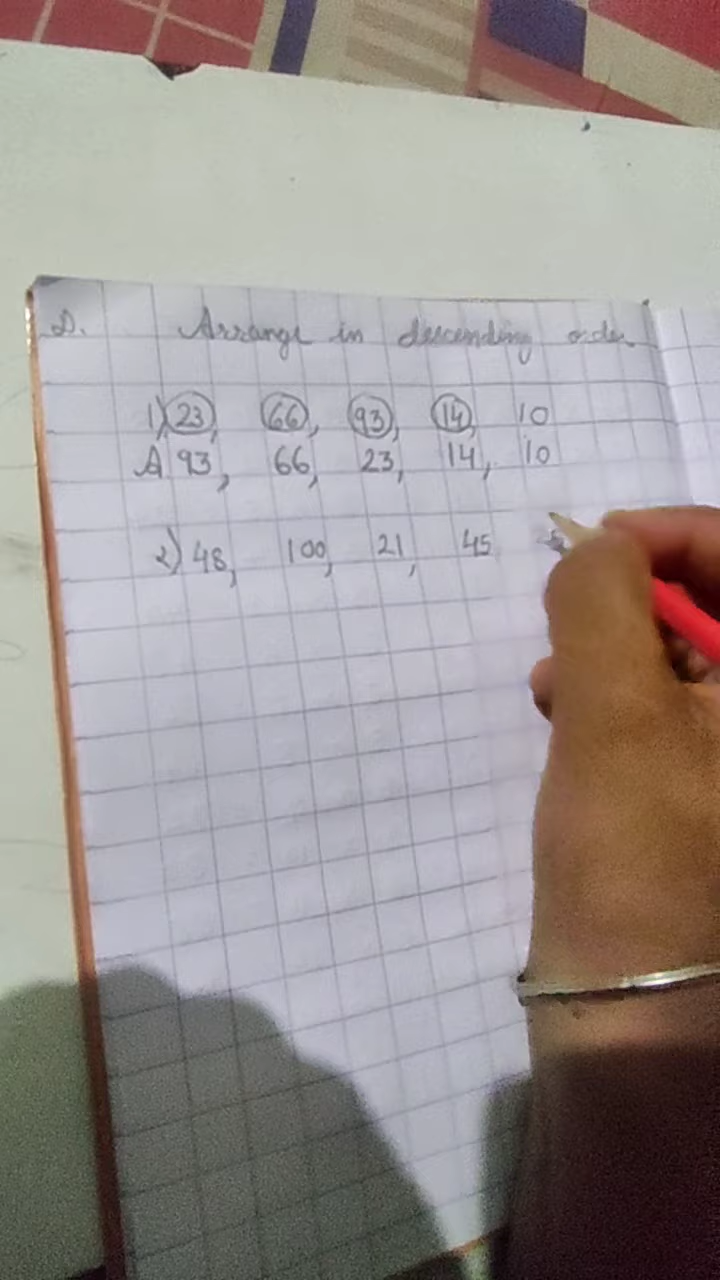 D. Arrange in descending order
1) 23, 66, 93, 14, 10
A. 93, 66, 23, 14, 10
2) 48, 100, 21, 45